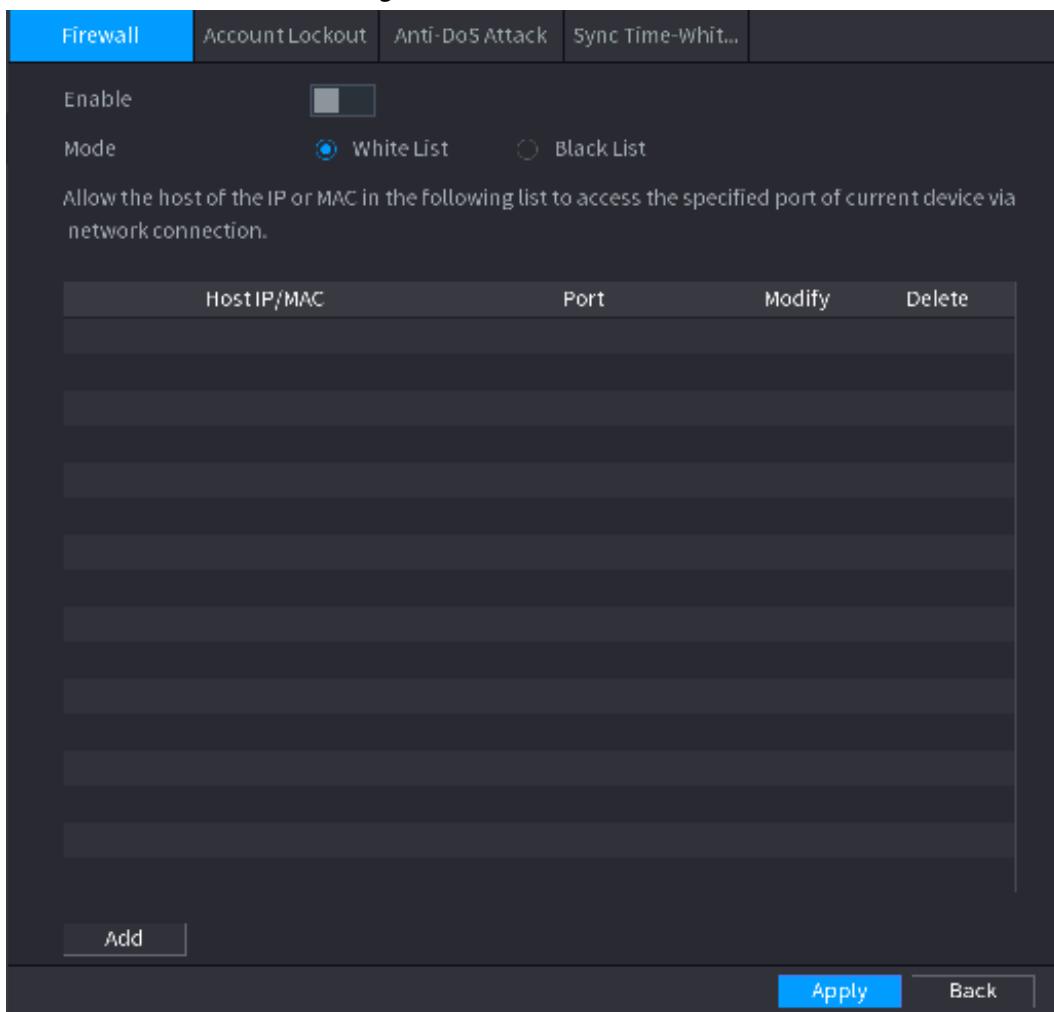 Firewall Account Lockout Anti-DoS Attack Sync Time-Whit...
Enable
Mode White List Black List
Allow the host of the IP or MAC in the following list to access the specified port of current device via
network connection.
Host IP/MAC Port Modify Delete
Add
Apply Back